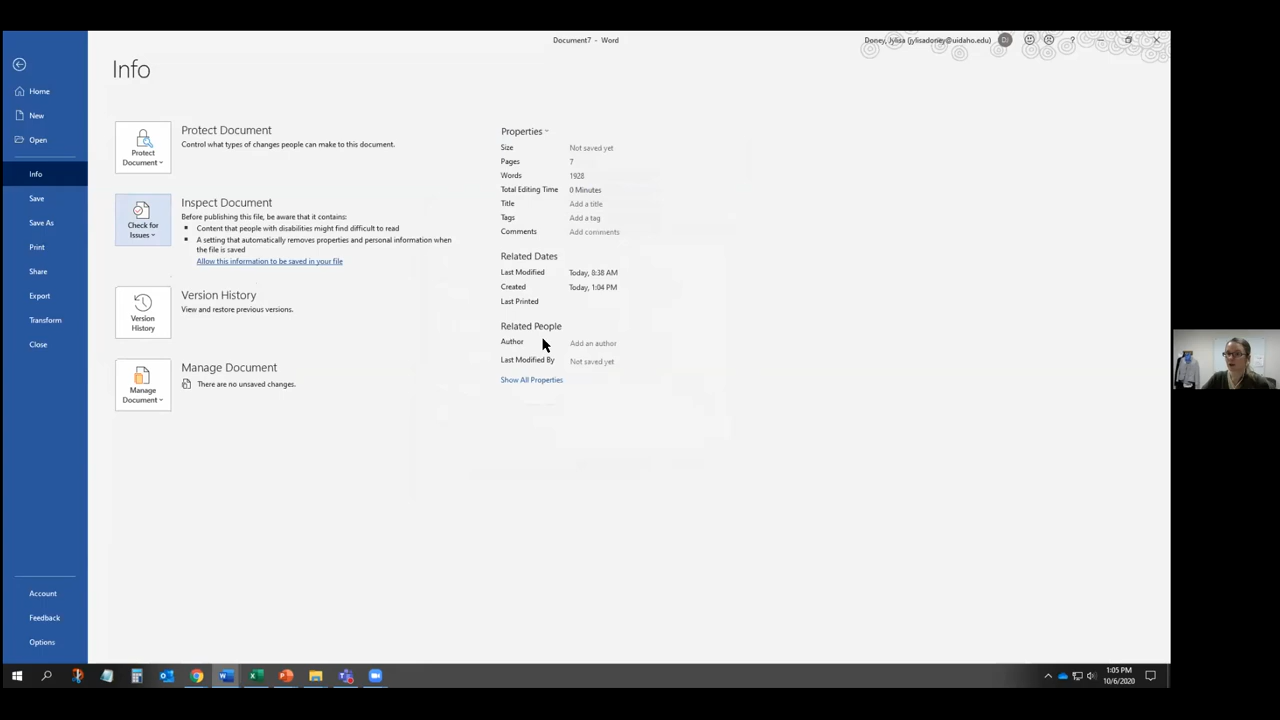 Document7 - Word
Doney, Jylisa (jylisadoney@uidaho.edu)
DJ
?
Info
Home
New
Open
Info
Save
Save As
Print
Share
Export
Transform
Close
Account
Feedback
Options
Protect Document
Protect Document
Control what types of changes people can make to this document.
Check for Issues
Inspect Document
Before publishing this file, be aware that it contains:
Content that people with disabilities might find difficult to read
A setting that automatically removes properties and personal information when
the file is saved
Allow this information to be saved in your file
Version History
Version History
View and restore previous versions.
Manage Document
Manage Document
There are no unsaved changes.
Properties
Size Not saved yet
Pages 7
Words 1928
Total Editing Time 0 Minutes
Title Add a title
Tags Add a tag
Comments Add comments
Related Dates
Last Modified Today, 8:38 AM
Created Today, 1:04 PM
Last Printed
Related People
Author Add an author
Last Modified By Not saved yet
Show All Properties
1:05 PM
10/6/2020